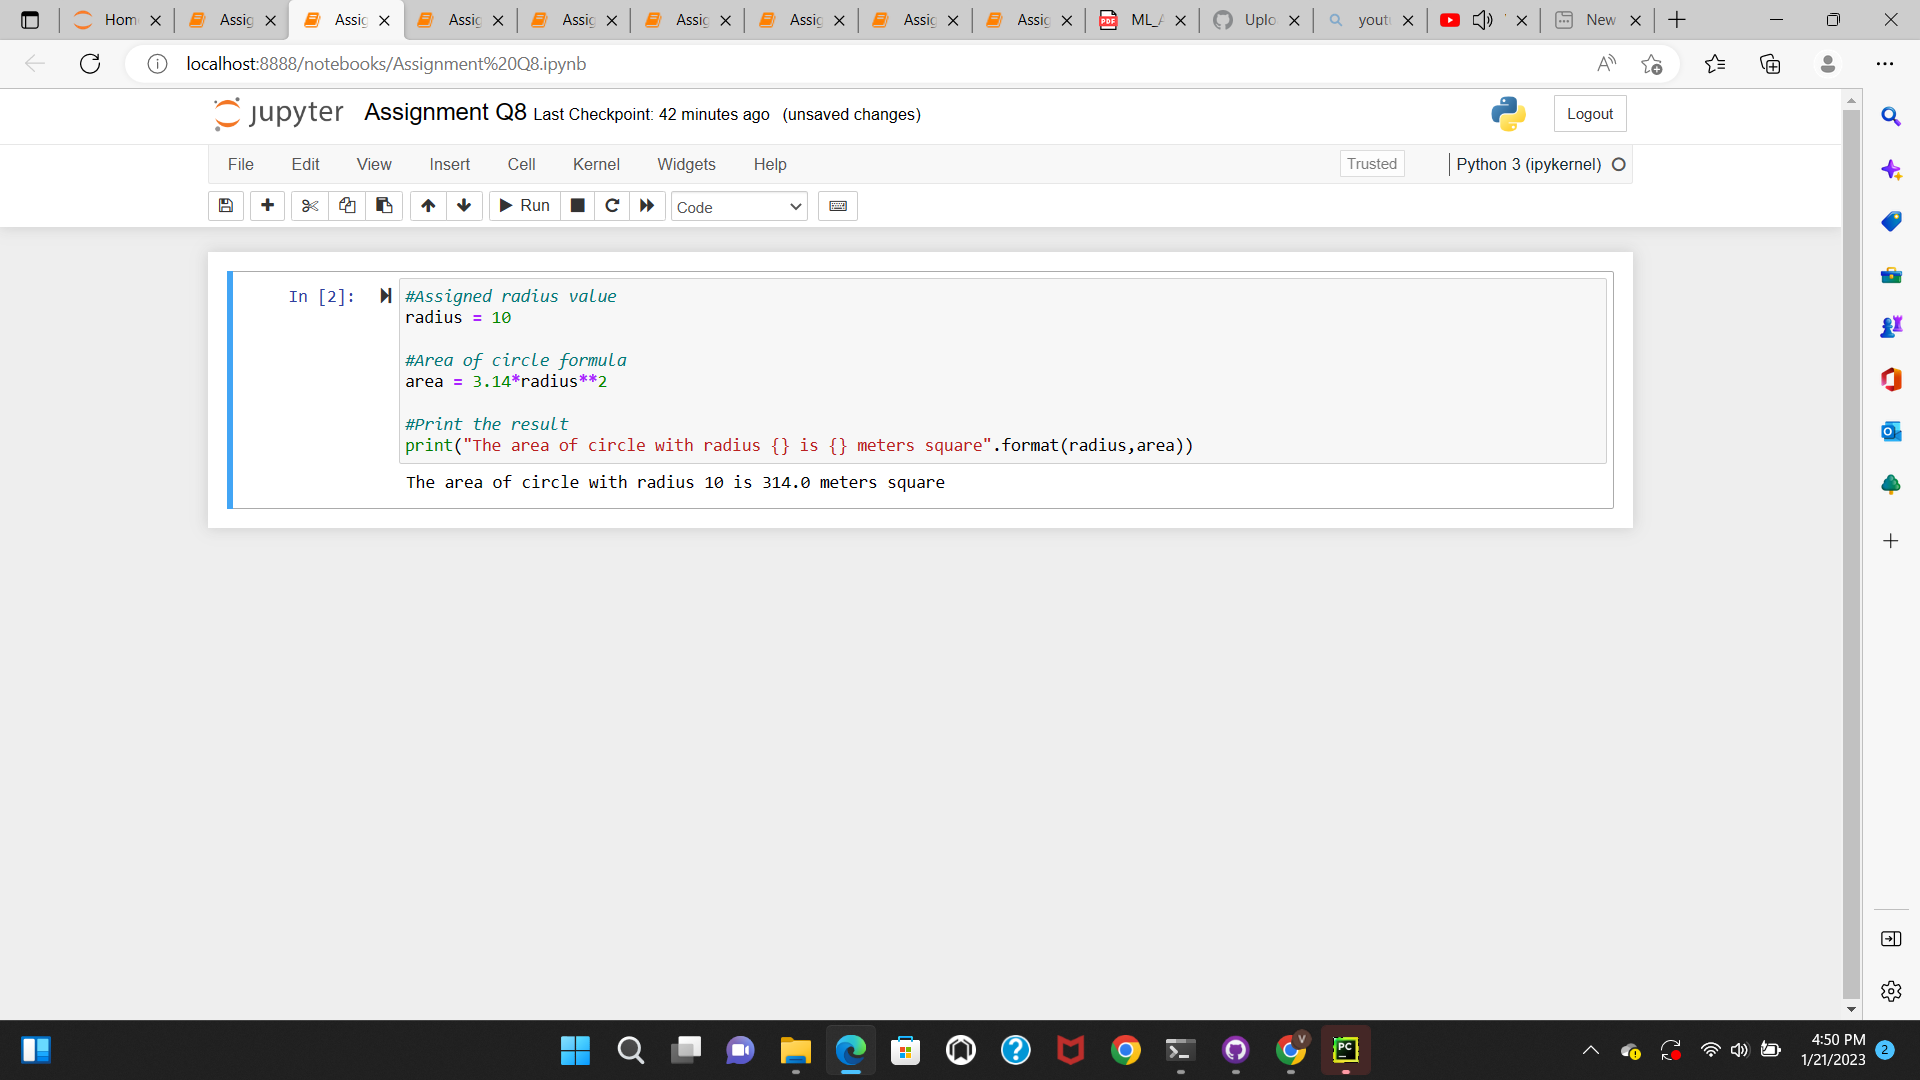 Hom
Assig
Assig
Assig
Assig
Assig
Assig
Assig
Assig
ML_A
Uplo
yout
New
localhost:8888/notebooks/Assignment%20Q8.ipynb
jupyter Assignment Q8 Last Checkpoint: 42 minutes ago (unsaved changes)
Logout
File Edit View Insert Cell Kernel Widgets Help
Trusted
Python 3 (ipykernel)
Run
Code
In [2]:
#Assigned radius value
radius = 10
#Area of circle formula
area = 3.14*radius**2
#Print the result
print("The area of circle with radius {} is {} meters square".format(radius,area))
The area of circle with radius 10 is 314.0 meters square
4:50 PM
1/21/2023
2